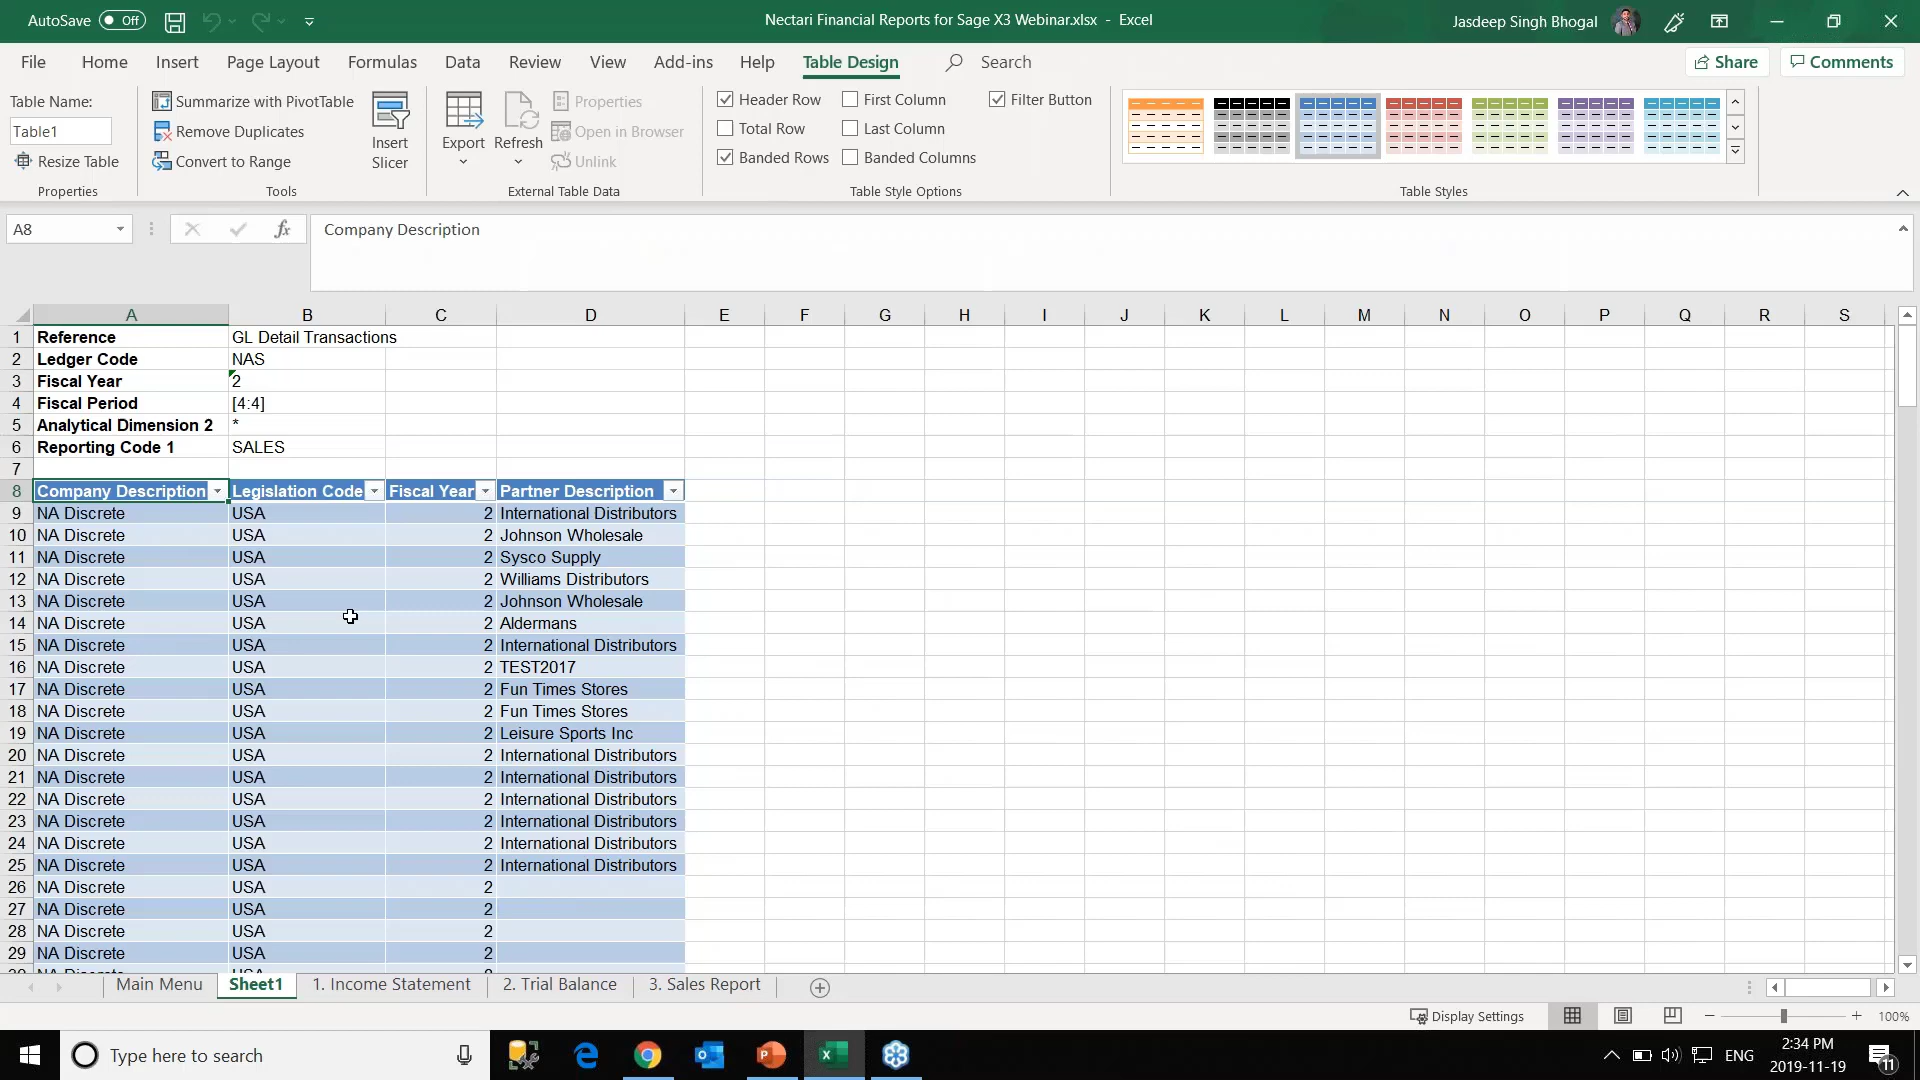 AutoSave Off
Nectari Financial Reports for Sage X3 Webinar.xlsx - Excel
Jasdeep Singh Bhogal
File Home Insert Page Layout Formulas Data Review View Add-ins Help Table Design Search Share Comments
Table Name:
Table1
Resize Table
Properties
Summarize with PivotTable
Remove Duplicates
Convert to Range
Insert
Slicer
Tools
Export
Refresh
Properties
Open in Browser
Unlink
External Table Data
Header Row First Column Filter Button
Total Row Last Column
Banded Rows Banded Columns
Table Style Options
Table Styles
A8 fx Company Description
A B C D E F G H I J K L M N O P Q R S
1 Reference GL Detail Transactions
2 Ledger Code NAS
3 Fiscal Year 2
4 Fiscal Period [4:4]
5 Analytical Dimension 2 *
6 Reporting Code 1 SALES
7
8 Company Description Legislation Code Fiscal Year Partner Description
9 NA Discrete USA 2 International Distributors
10 NA Discrete USA 2 Johnson Wholesale
11 NA Discrete USA 2 Sysco Supply
12 NA Discrete USA 2 Williams Distributors
13 NA Discrete USA 2 Johnson Wholesale
14 NA Discrete USA 2 Aldermans
15 NA Discrete USA 2 International Distributors
16 NA Discrete USA 2 TEST2017
17 NA Discrete USA 2 Fun Times Stores
18 NA Discrete USA 2 Fun Times Stores
19 NA Discrete USA 2 Leisure Sports Inc
20 NA Discrete USA 2 International Distributors
21 NA Discrete USA 2 International Distributors
22 NA Discrete USA 2 International Distributors
23 NA Discrete USA 2 International Distributors
24 NA Discrete USA 2 International Distributors
25 NA Discrete USA 2 International Distributors
26 NA Discrete USA 2
27 NA Discrete USA 2
28 NA Discrete USA 2
29 NA Discrete USA 2
Main Menu Sheet1 1. Income Statement 2. Trial Balance 3. Sales Report
Display Settings 100%
Type here to search
ENG
2:34 PM
2019-11-19
11